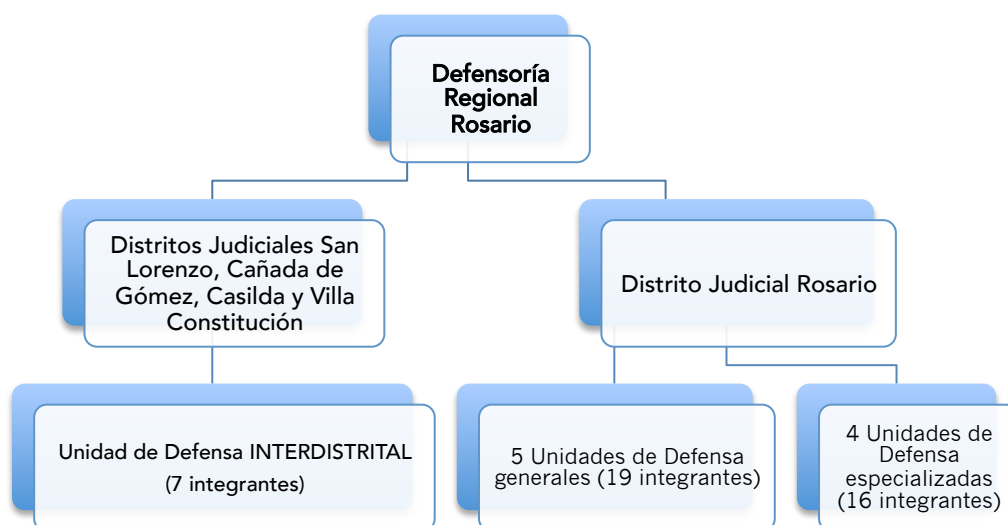 Defensoría
Regional
Rosario
Distritos Judiciales San
Lorenzo, Cañada de
Gómez, Casilda y Villa
Constitución
Distrito Judicial Rosario
Unidad de Defensa INTERDISTRITAL
(7 integrantes)
5 Unidades de Defensa
generales (19 integrantes)
4 Unidades de
Defensa
especializadas
(16 integrantes)